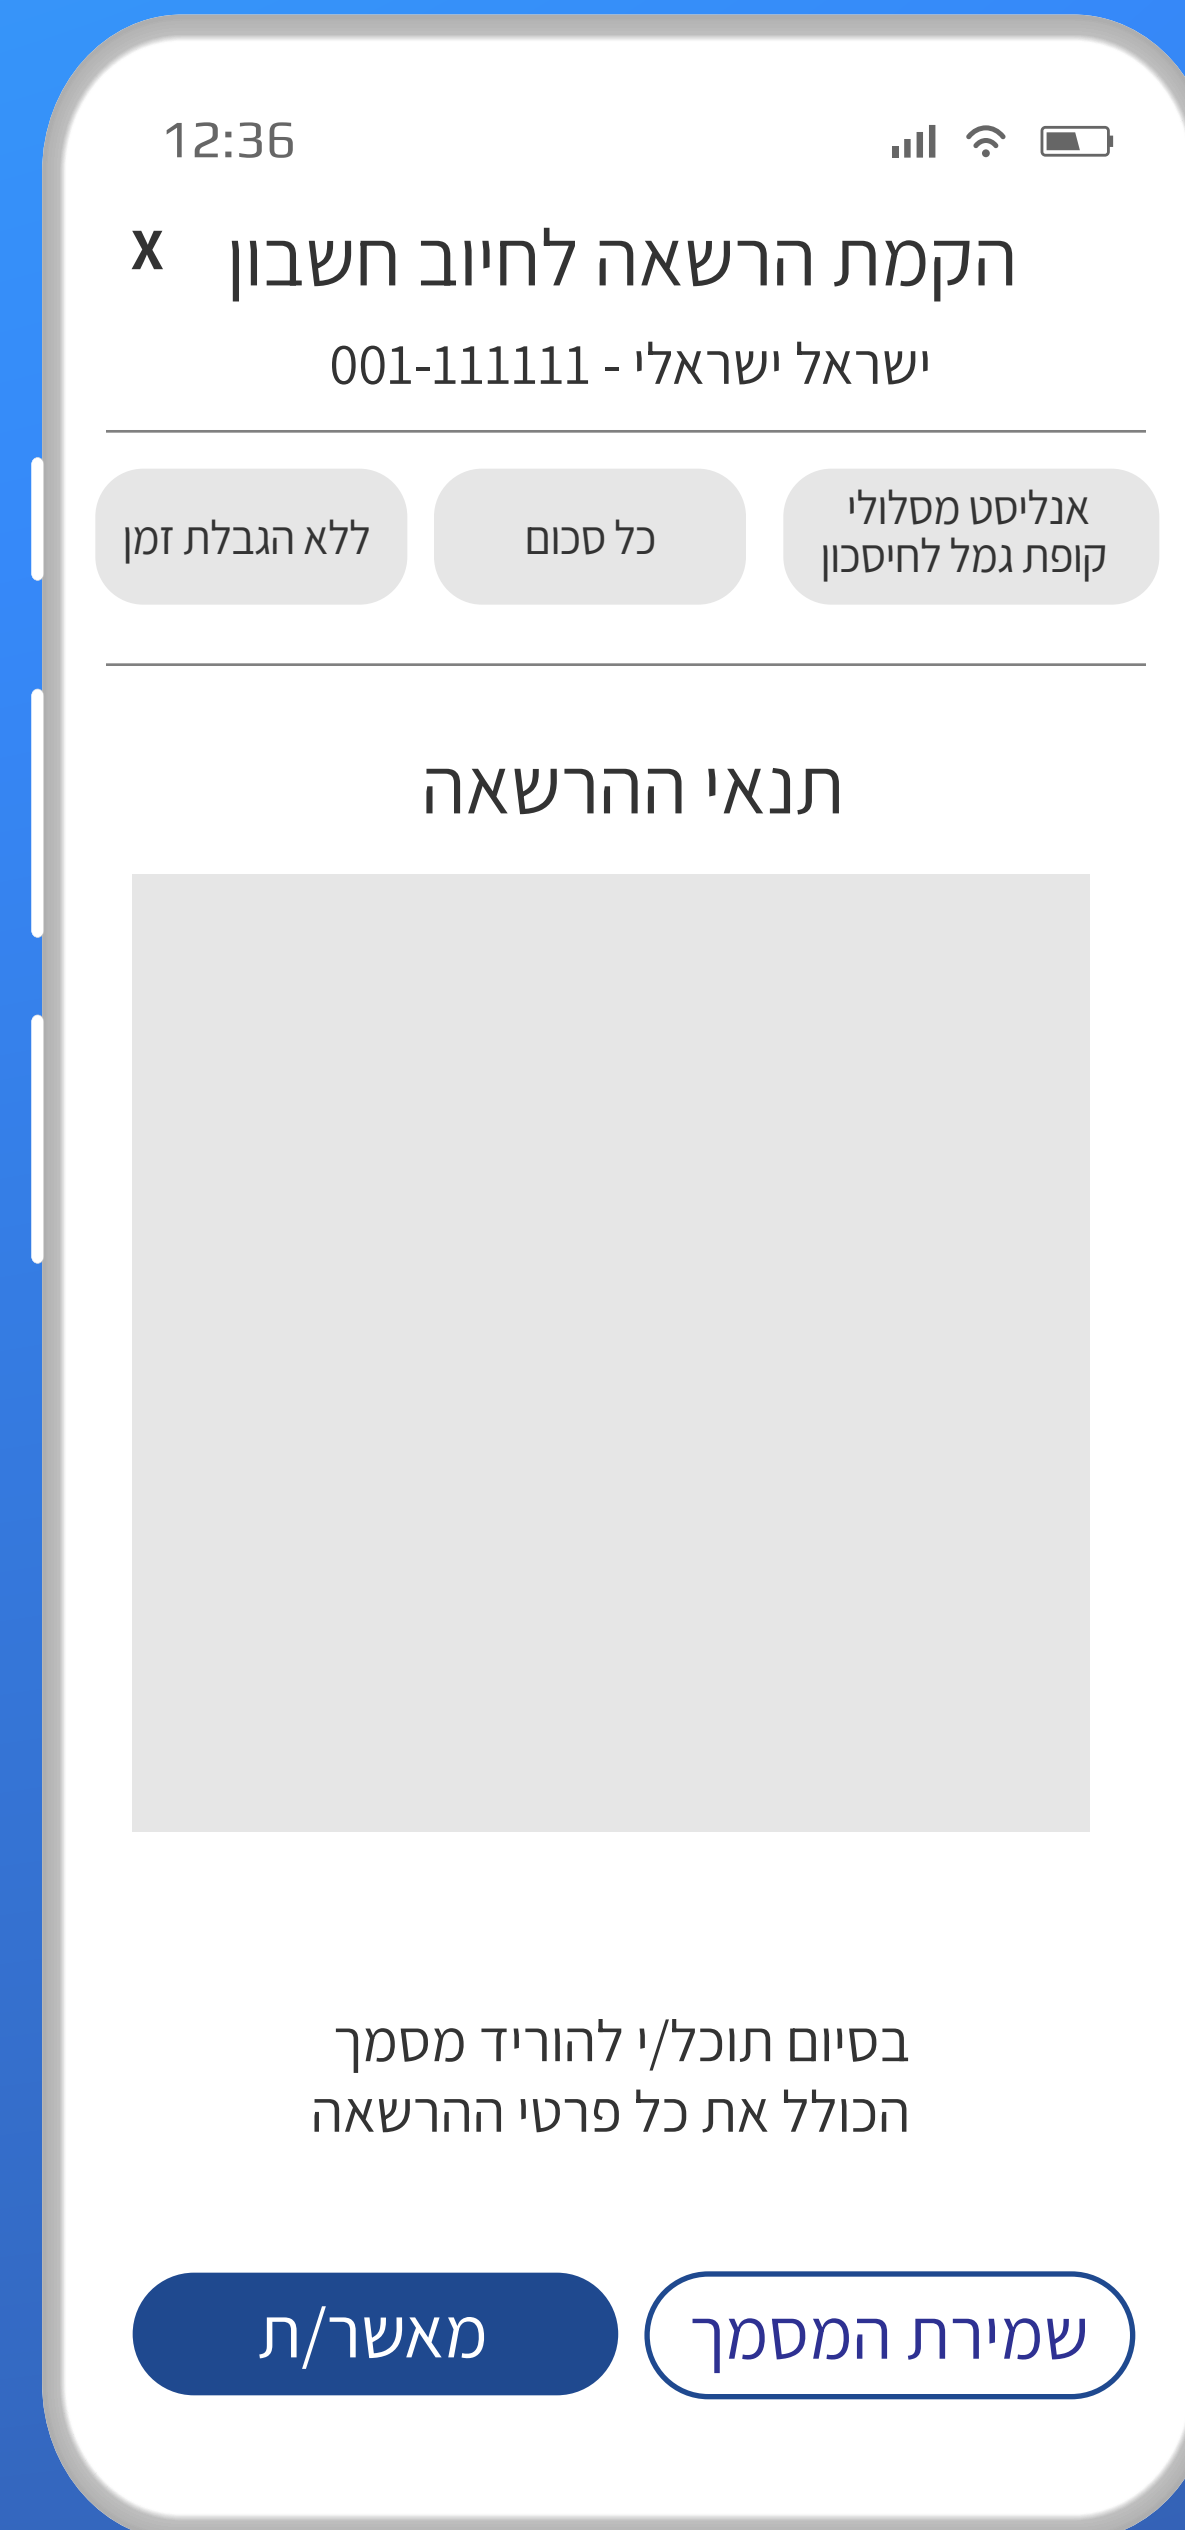 12:36
הקמת הרשאה לחיוב חשבון X
ישראל ישראלי - 001-111111
אנליסט מסלולי
קופת גמל לחיסכון
כל סכום
ללא הגבלת זמן
תנאי ההרשאה
בסיום תוכל/י להוריד מסמך
הכולל את כל פרטי ההרשאה
שמירת המסמך
מאשר/ת